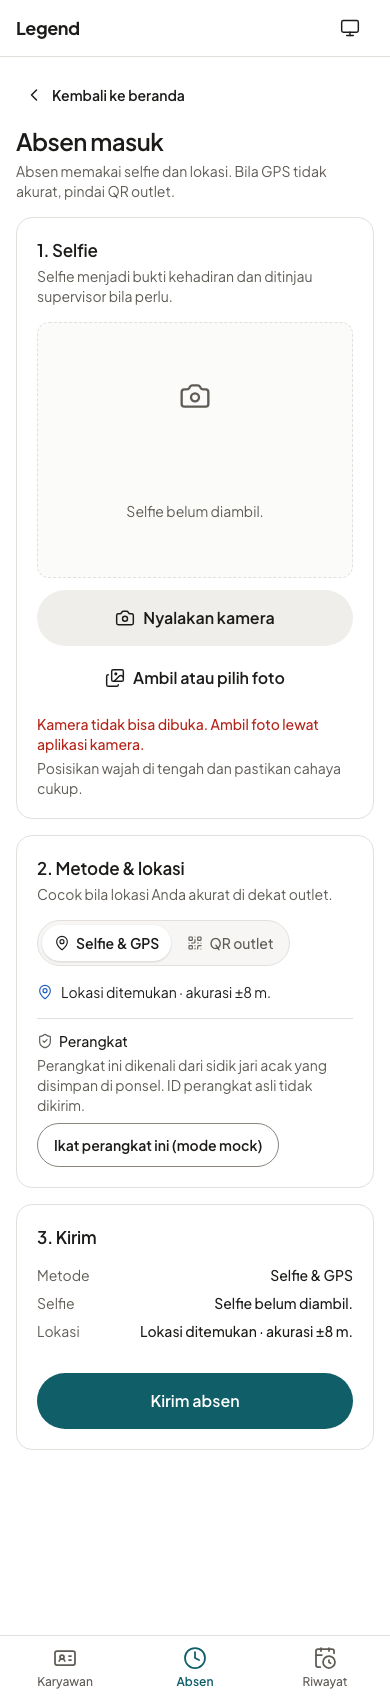 Legend
Kembali ke beranda
Absen masuk
Absen memakai selfie dan lokasi. Bila GPS tidak
akurat, pindai QR outlet.
1. Selfie
Selfie menjadi bukti kehadiran dan ditinjau
supervisor bila perlu.
Selfie belum diambil.
Nyalakan kamera
Ambil atau pilih foto
Kamera tidak bisa dibuka. Ambil foto lewat
aplikasi kamera.
Posisikan wajah di tengah dan pastikan cahaya
cukup.
2. Metode & lokasi
Cocok bila lokasi Anda akurat di dekat outlet.
Selfie & GPS
QR outlet
Lokasi ditemukan · akurasi ±8 m.
Perangkat
Perangkat ini dikenali dari sidik jari acak yang
disimpan di ponsel. ID perangkat asli tidak
dikirim.
Ikat perangkat ini (mode mock)
3. Kirim
Metode Selfie & GPS
Selfie Selfie belum diambil.
Lokasi Lokasi ditemukan · akurasi ±8 m.
Kirim absen
Karyawan Absen Riwayat